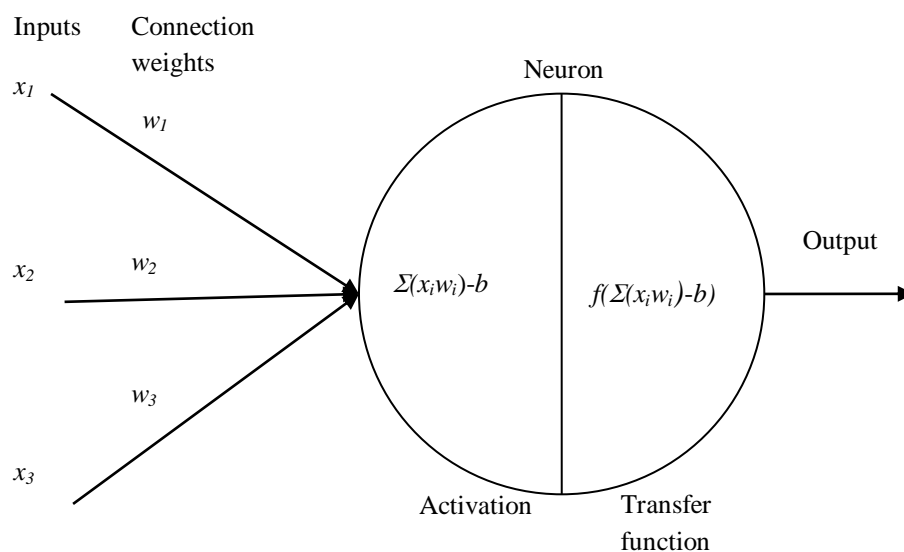 Inputs
Connection
weights
Neuron
x1
w1
x2
w2
Σ(xiwi)-b
f(Σ(xiwi)-b)
Output
w3
x3
Activation
Transfer
function